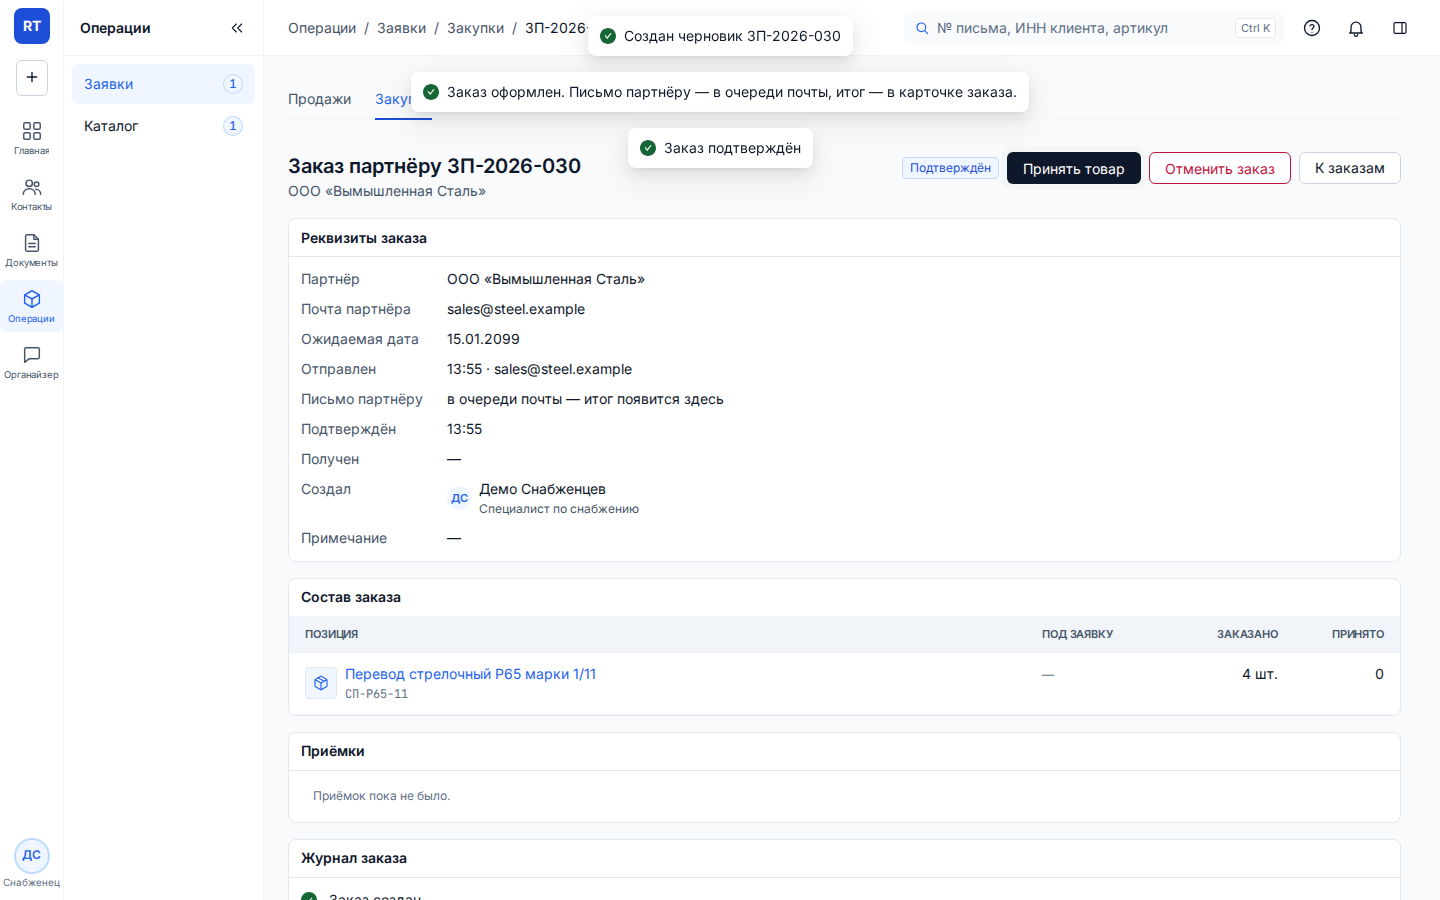 RT
Операции
Операции / Заявки / Закупки / ЗП-2026-
Создан черновик ЗП-2026-030
№ письма, ИНН клиента, артикул
Ctrl K
Заявки
1
Каталог
1
Главная
Контакты
Документы
Операции
Органайзер
ДС
Снабженец
Продажи
Заказ оформлен. Письмо партнёру — в очереди почты, итог — в карточке заказа.
Заказ подтверждён
Заказ партнёру ЗП-2026-030
ООО «Вымышленная Сталь»
Подтверждён
Принять товар
Отменить заказ
К заказам
Реквизиты заказа
Партнёр ООО «Вымышленная Сталь»
Почта партнёра sales@steel.example
Ожидаемая дата 15.01.2099
Отправлен 13:55 · sales@steel.example
Письмо партнёру в очереди почты — итог появится здесь
Подтверждён 13:55
Получен —
Создал ДС Демо Снабженцев
Специалист по снабжению
Примечание —
Состав заказа
ПОЗИЦИЯ ПОД ЗАЯВКУ ЗАКАЗАНО ПРИНЯТО
Перевод стрелочный Р65 марки 1/11 — 4 шт. 0
СП-Р65-11
Приёмки
Приёмок пока не было.
Журнал заказа
Заказ создан